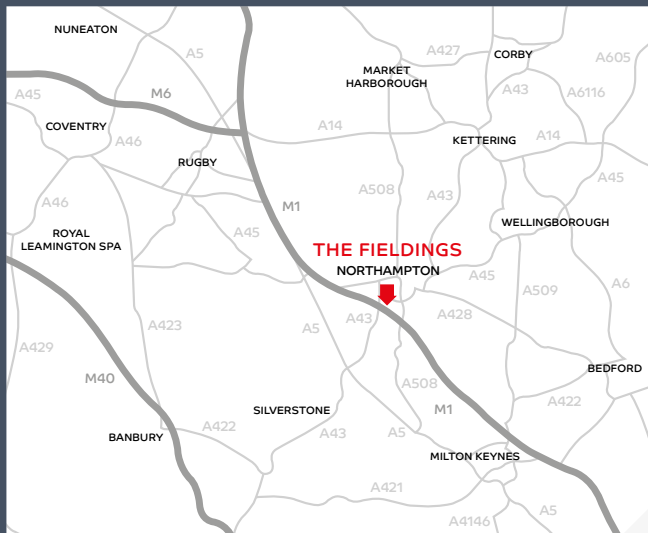 NUNEATON
A5
A427
CORBY
A605
MARKET
HARBOROUGH
A45
M6
A43
A6116
COVENTRY
A46
A14
KETTERING
A14
RUGBY
A45
A46
A508
A43
M1
WELLINGBOROUGH
ROYAL
LEAMINGTON SPA
A45
THE FIELDINGS
NORTHAMPTON
A45
A509
A6
A423
A5
A43
A428
A429
BEDFORD
M40
A508
M1
A422
SILVERSTONE
A422
BANBURY
A43
A5
MILTON KEYNES
A421
A5
A4146